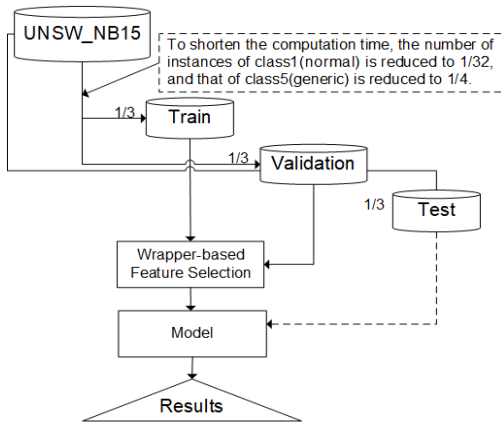 UNSW_NB15
To shorten the computation time, the number of
instances of class1(normal) is reduced to 1/32,
and that of class5(generic) is reduced to 1/4.
1/3
Train
1/3
Validation
1/3
Test
Wrapper-based
Feature Selection
Model
Results